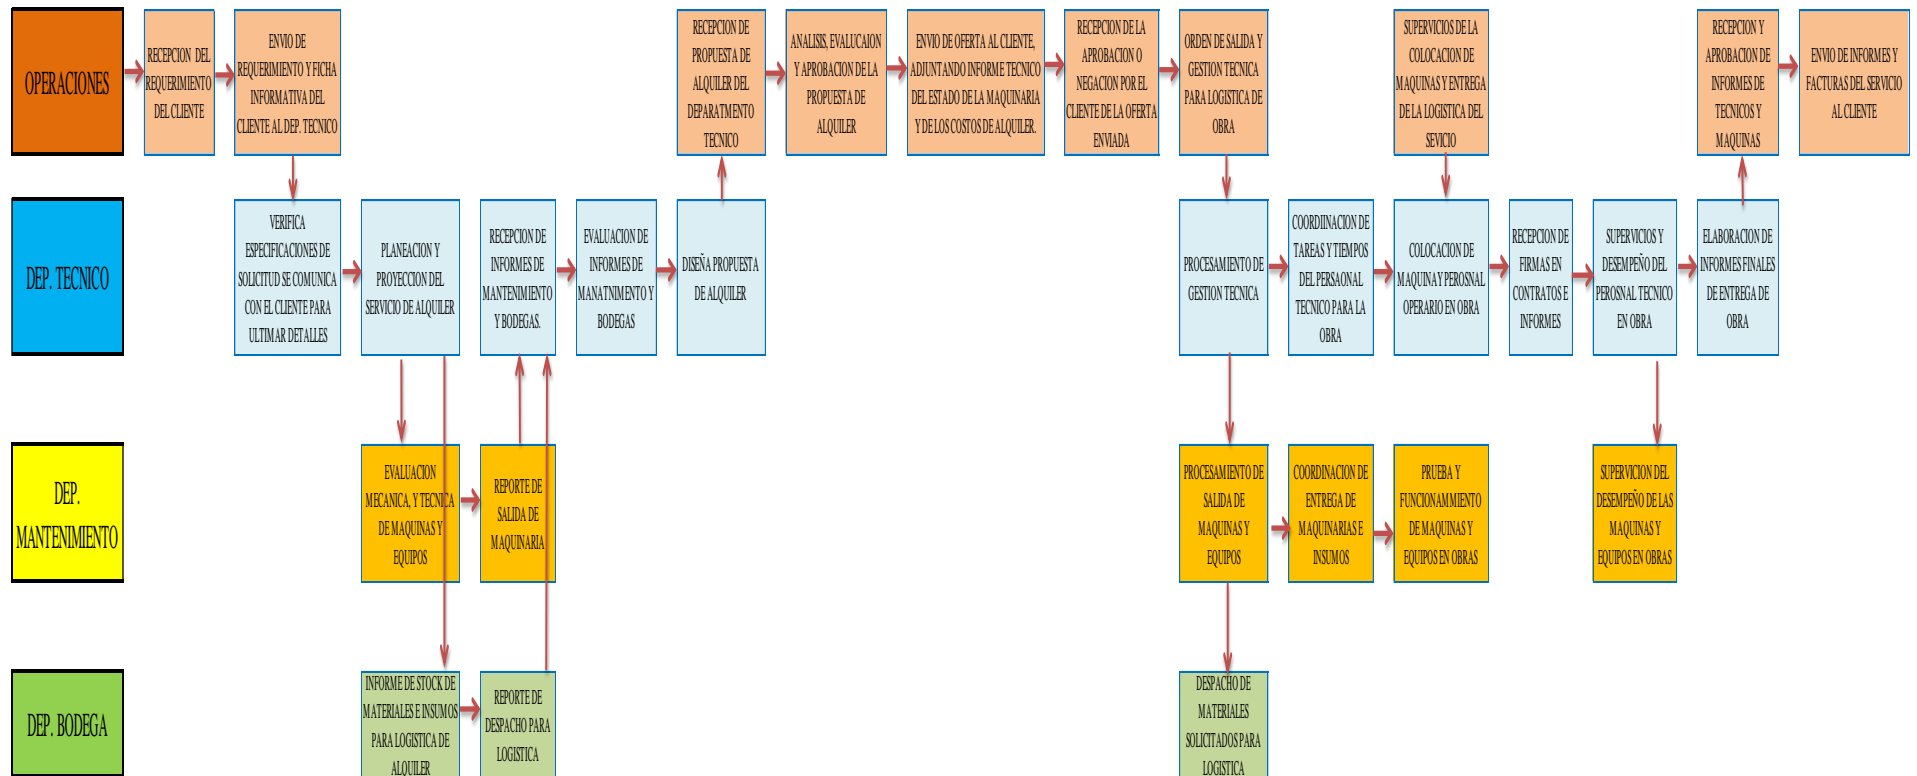 OPERACIONES
RECEPCION DEL
REQUERIMIENTO
DEL CLIENTE
ENVIO DE
REQUERIMIENTO Y FICHA
INFORMATIVA DEL
CLIENTE AL DEP. TECNICO
RECEPCION DE
PROPUESTA DE
ALQUILER DEL
DEPARATMENTO
TECNICO
ANALISIS, EVALUCAION
Y APROBACION DE LA
PROPUESTA DE
ALQUILER
ENVIO DE OFERTA AL CLIENTE,
ADJUNTANDO INFORME TECNICO
DEL ESTADO DE LA MAQUINARIA
Y DE LOS COSTOS DE ALQUILER.
RECEPCION DE LA
APROBACION O
NEGACION POR EL
CLIENTE DE LA OFERTA
ENVIADA
ORDEN DE SALIDA Y
GESTION TECNICA
PARA LOGISTICA DE
OBRA
SUPERVICIOS DE LA
COLOCACION DE
MAQUINAS Y ENTREGA
DE LA LOGISTICA DEL
SEVICIO
RECEPCION Y
APROBACION DE
INFORMES DE
TECNICOS Y
MAQUINAS
ENVIO DE INFORMES Y
FACTURAS DEL SERVICIO
AL CLIENTE
DEP. TECNICO
VERIFICA
ESPECIFICACIONES DE
SOLICITUD SE COMUNICA
CON EL CLIENTE PARA
ULTIMAR DETALLES
PLANEACION Y
PROYECCION DEL
SERVICIO DE ALQUILER
RECEPCION DE
INFORMES DE
MANTENIMIENTO
Y BODEGAS.
EVALUACION DE
INFORMES DE
MANATNIMENTO Y
BODEGAS
DISEÑA PROPUESTA
DE ALQUILER
PROCESAMIENTO DE
GESTION TECNICA
COORDIINACION DE
TAREAS Y TIEMPOS
DEL PERSAONAL
TECNICO PARA LA
OBRA
COLOCACION DE
MAQUINA Y PEROSNAL
OPERARIO EN OBRA
RECEPCION DE
FIRMAS EN
CONTRATOS E
INFORMES
SUPERVICIOS Y
DESEMPEÑO DEL
PEROSNAL TECNICO
EN OBRA
ELABORACION DE
INFORMES FINALES
DE ENTREGA DE
OBRA
DEP.
MANTENIMIENTO
EVALUACION
MECANICA, Y TECNICA
DE MAQUINAS Y
EQUIPOS
REPORTE DE
SALIDA DE
MAQUINARIA
PROCESAMIENTO DE
SALIDA DE
MAQUINAS Y
EQUIPOS
COORDINACION DE
ENTREGA DE
MAQUINARIAS E
INSUMOS
PRUEBA Y
FUNCIONAMMIENTO
DE MAQUINAS Y
EQUIPOS EN OBRAS
SUPERVICION DEL
DESEMPEÑO DE LAS
MAQUINAS Y
EQUIPOS EN OBRAS
DEP. BODEGA
INFORME DE STOCK DE
MATERIALES E INSUMOS
PARA LOGISTICA DE
ALQUILER
REPORTE DE
DESPACHO PARA
LOGISTICA
DESPACHO DE
MATERIALES
SOLICITADOS PARA
LOGISTICA